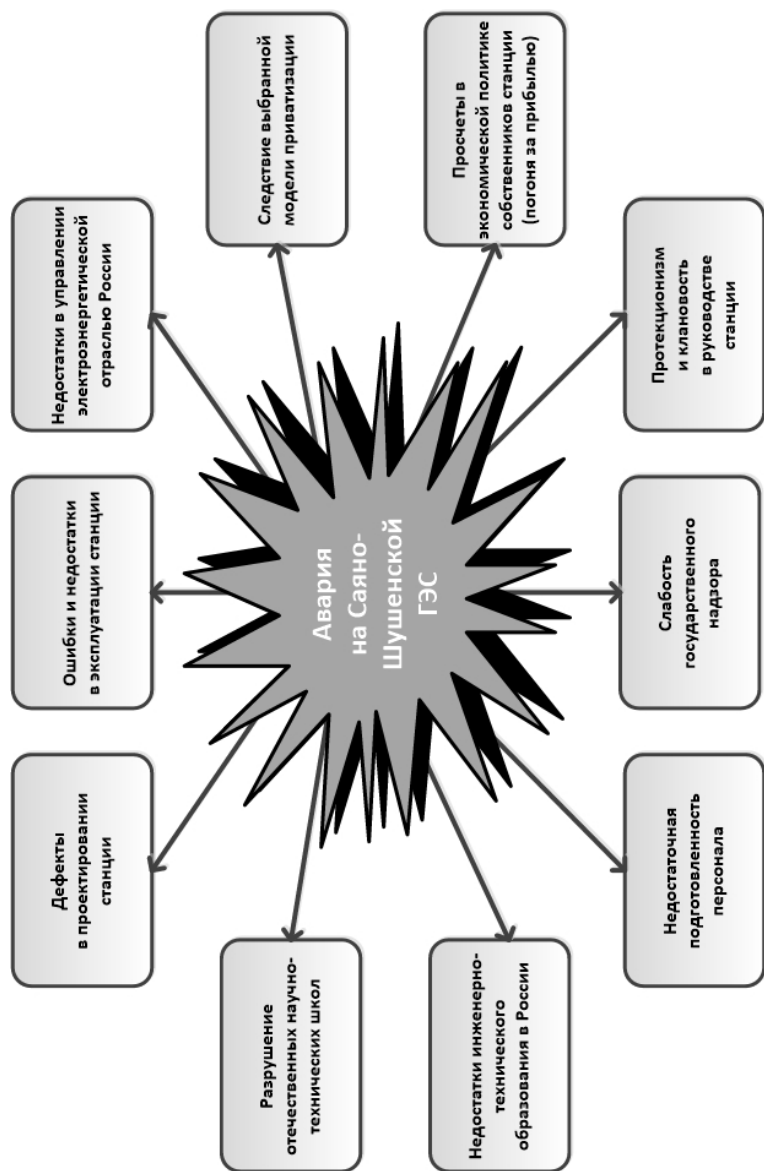 Дефекты
в проектировании
станции
Ошибки и недостатки
в эксплуатации станции
Недостатки в управлении
электроэнергетической
отраслью России
Разрушение
отечественных научно-
технических школ
Следствие выбранной
модели приватизации
Авария
на Саяно-
Шушенской
ГЭС
Недостатки инженерно-
технического
образования в России
Просчеты в
экономической политике
собственников станции
(погоня за прибылью)
Недостаточная
подготовленность
персонала
Слабость
государственного
надзора
Протекционизм
и клановость
в руководстве
станции